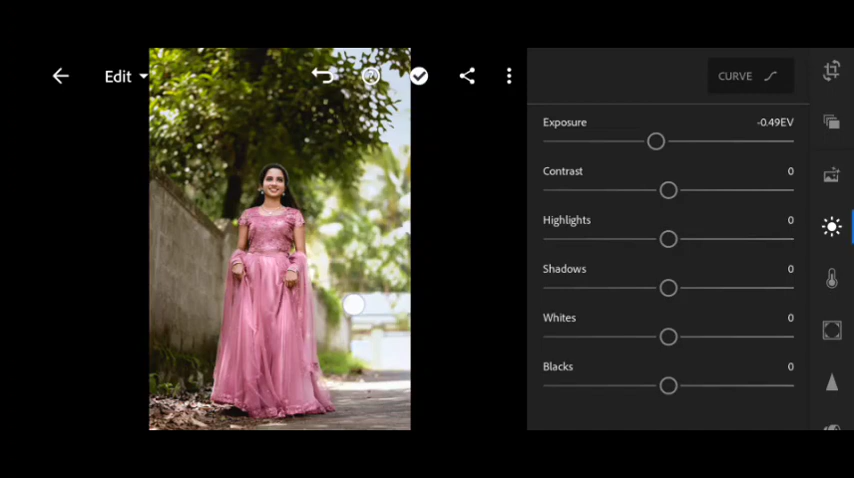 Edit
CURVE
Exposure -0.49EV
Contrast 0
Highlights 0
Shadows 0
Whites 0
Blacks 0